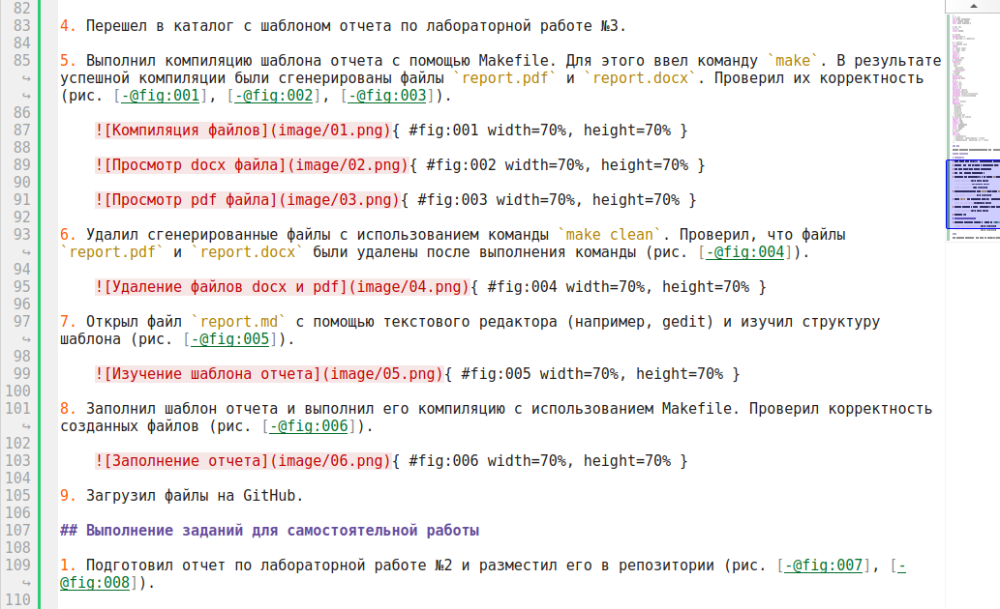 82
83 4. Перешел в каталог с шаблоном отчета по лабораторной работе №3.
84
85 5. Выполнил компиляцию шаблона отчета с помощью Makefile. Для этого ввел команду `make`. В результате
↪ успешной компиляции были сгенерированы файлы `report.pdf` и `report.docx`. Проверил их корректность
↪ (рис. [-@fig:001], [-@fig:002], [-@fig:003]).
86
87 ![Компиляция файлов](image/01.png){ #fig:001 width=70%, height=70% }
88
89 ![Просмотр docx файла](image/02.png){ #fig:002 width=70%, height=70% }
90
91 ![Просмотр pdf файла](image/03.png){ #fig:003 width=70%, height=70% }
92
93 6. Удалил сгенерированные файлы с использованием команды `make clean`. Проверил, что файлы
↪ `report.pdf` и `report.docx` были удалены после выполнения команды (рис. [-@fig:004]).
94
95 ![Удаление файлов docx и pdf](image/04.png){ #fig:004 width=70%, height=70% }
96
97 7. Открыл файл `report.md` с помощью текстового редактора (например, gedit) и изучил структуру
↪ шаблона (рис. [-@fig:005]).
98
99 ![Изучение шаблона отчета](image/05.png){ #fig:005 width=70%, height=70% }
100
101 8. Заполнил шаблон отчета и выполнил его компиляцию с использованием Makefile. Проверил корректность
↪ созданных файлов (рис. [-@fig:006]).
102
103 ![Заполнение отчета](image/06.png){ #fig:006 width=70%, height=70% }
104
105 9. Загрузил файлы на GitHub.
106
107 ## Выполнение заданий для самостоятельной работы
108
109 1. Подготовил отчет по лабораторной работе №2 и разместил его в репозитории (рис. [-@fig:007], [-
↪ @fig:008]).
110